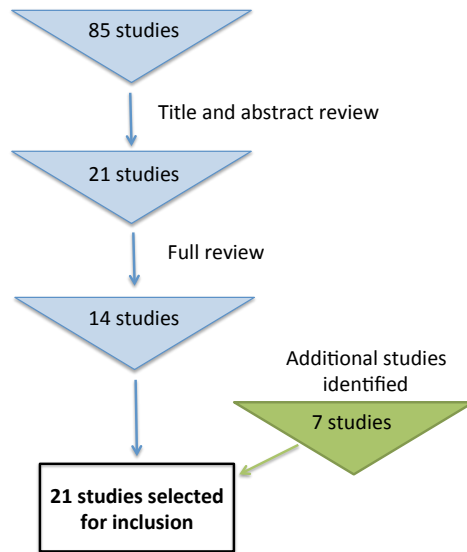 85 studies
Title and abstract review
21 studies
Full review
14 studies
Additional studies
identified
7 studies
21 studies selected
for inclusion